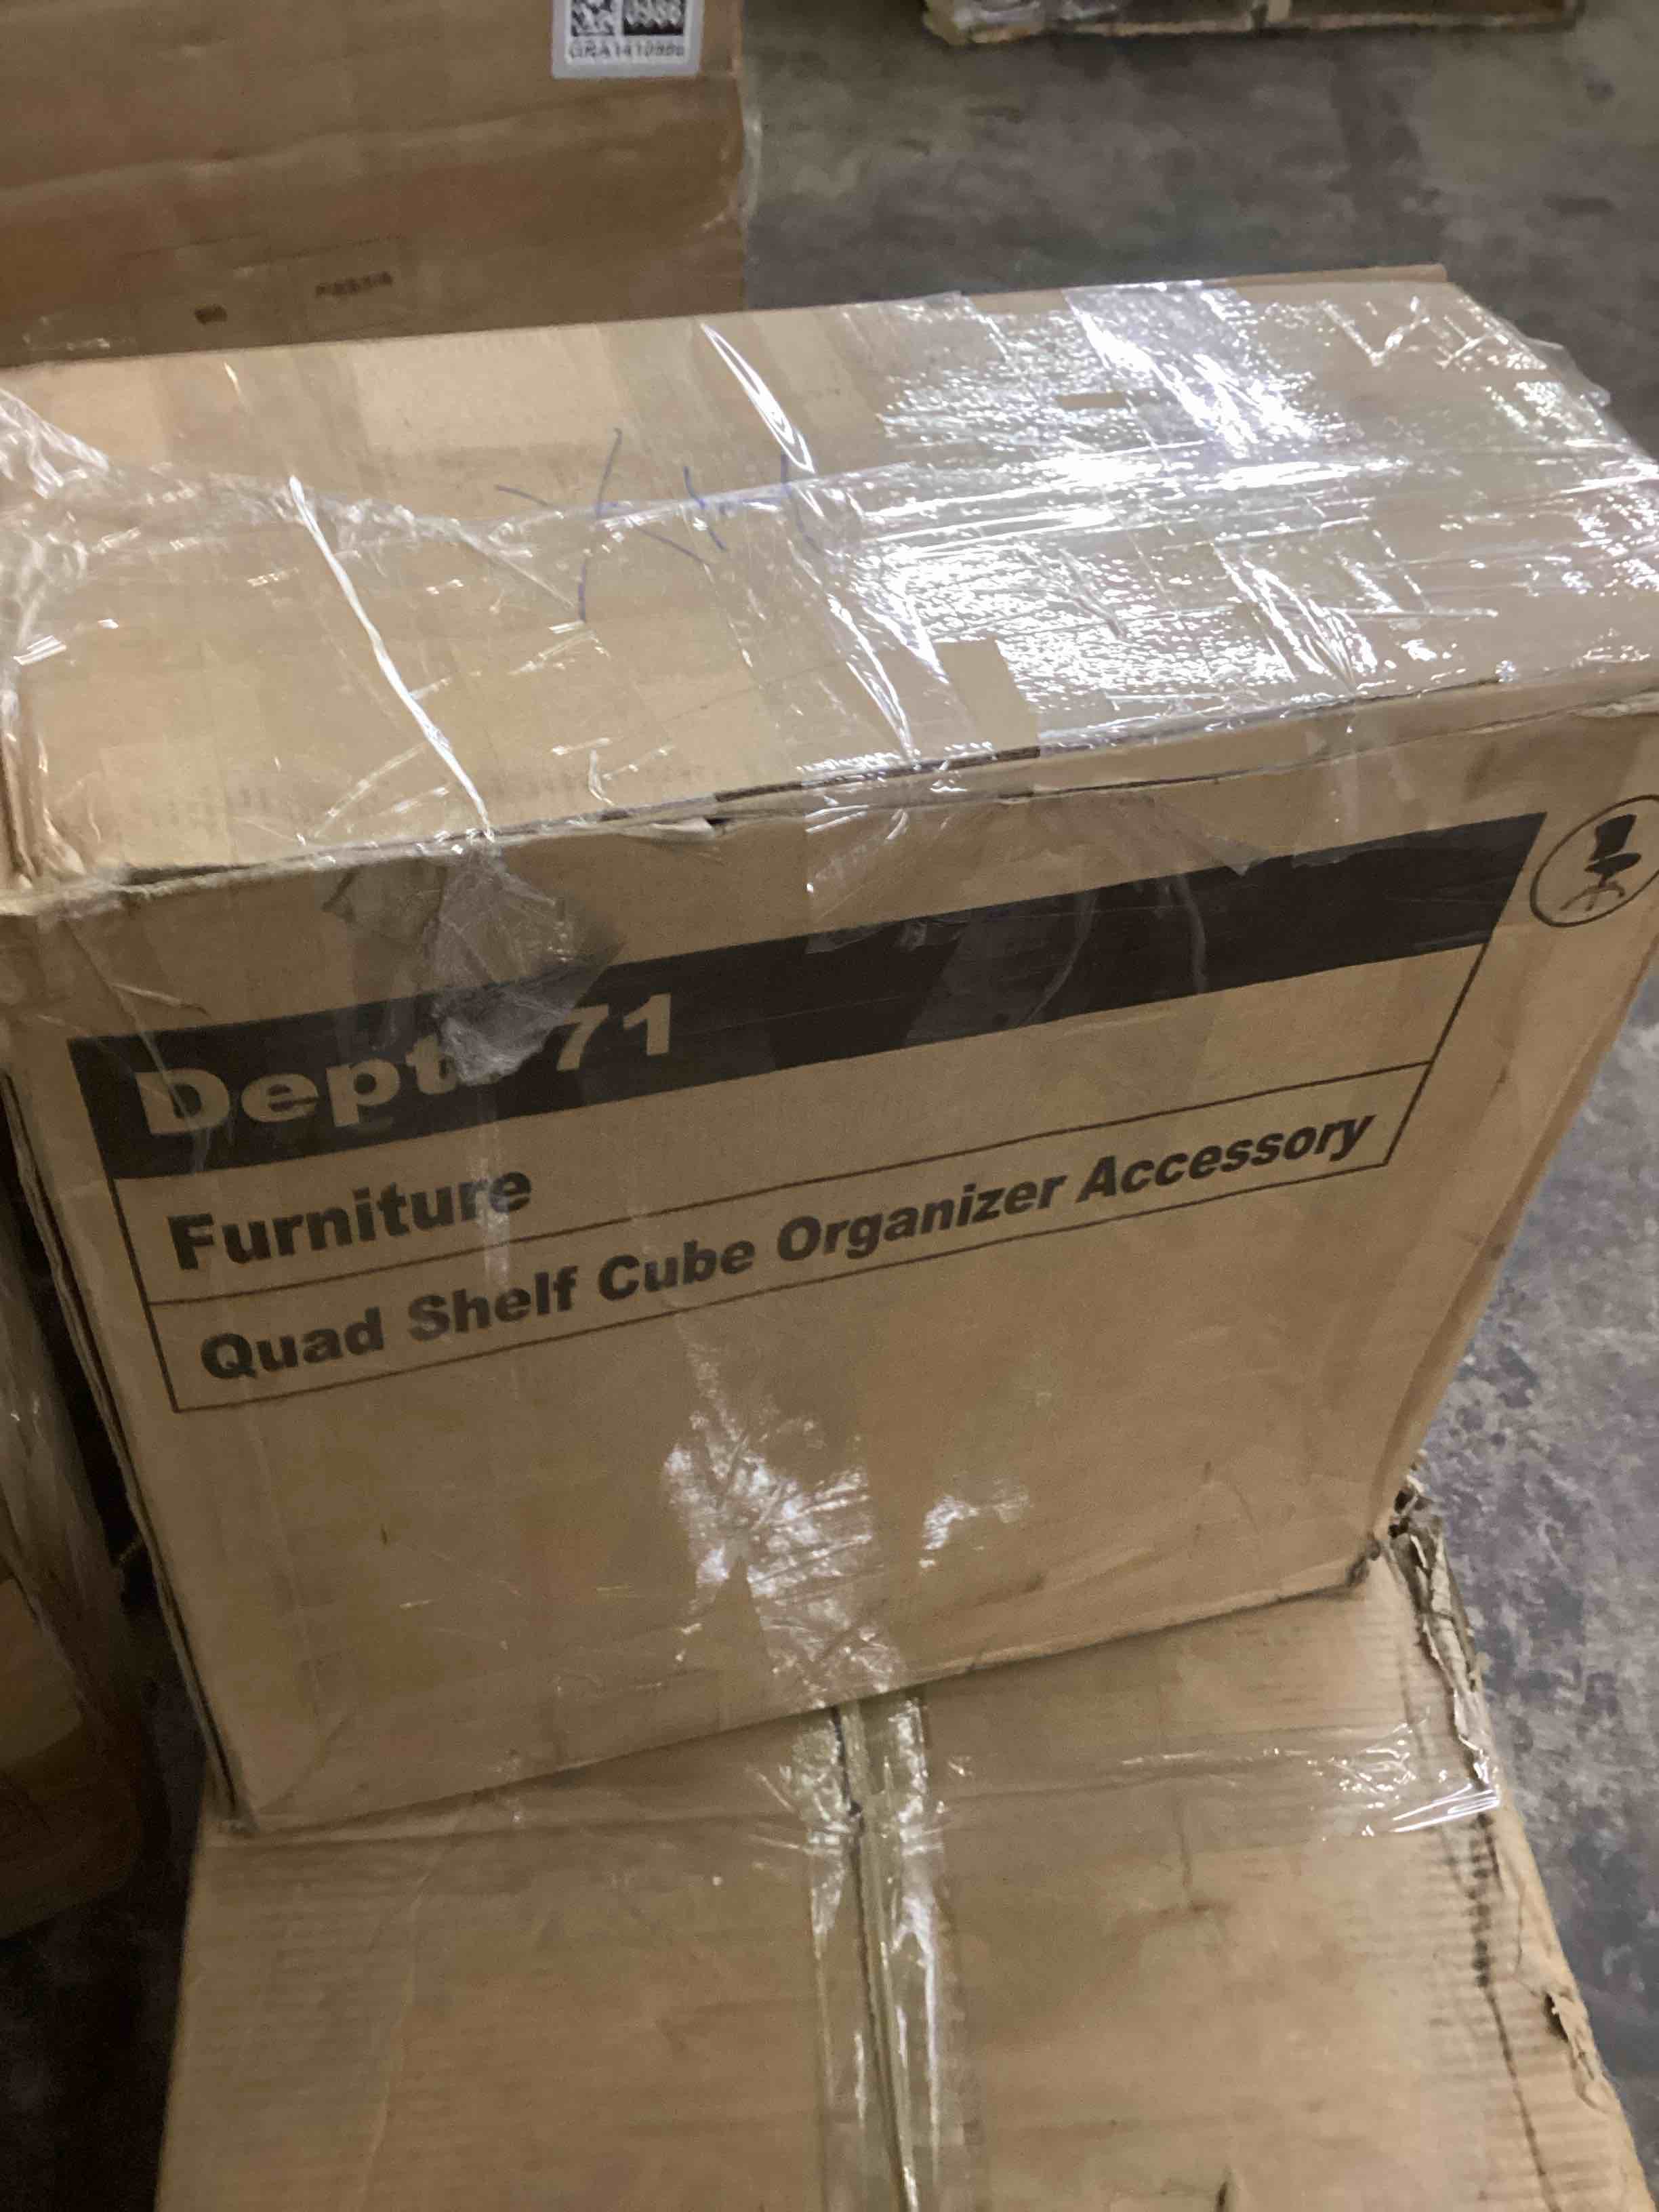 Dept. 71
Furniture
Quad Shelf Cube Organizer Accessory